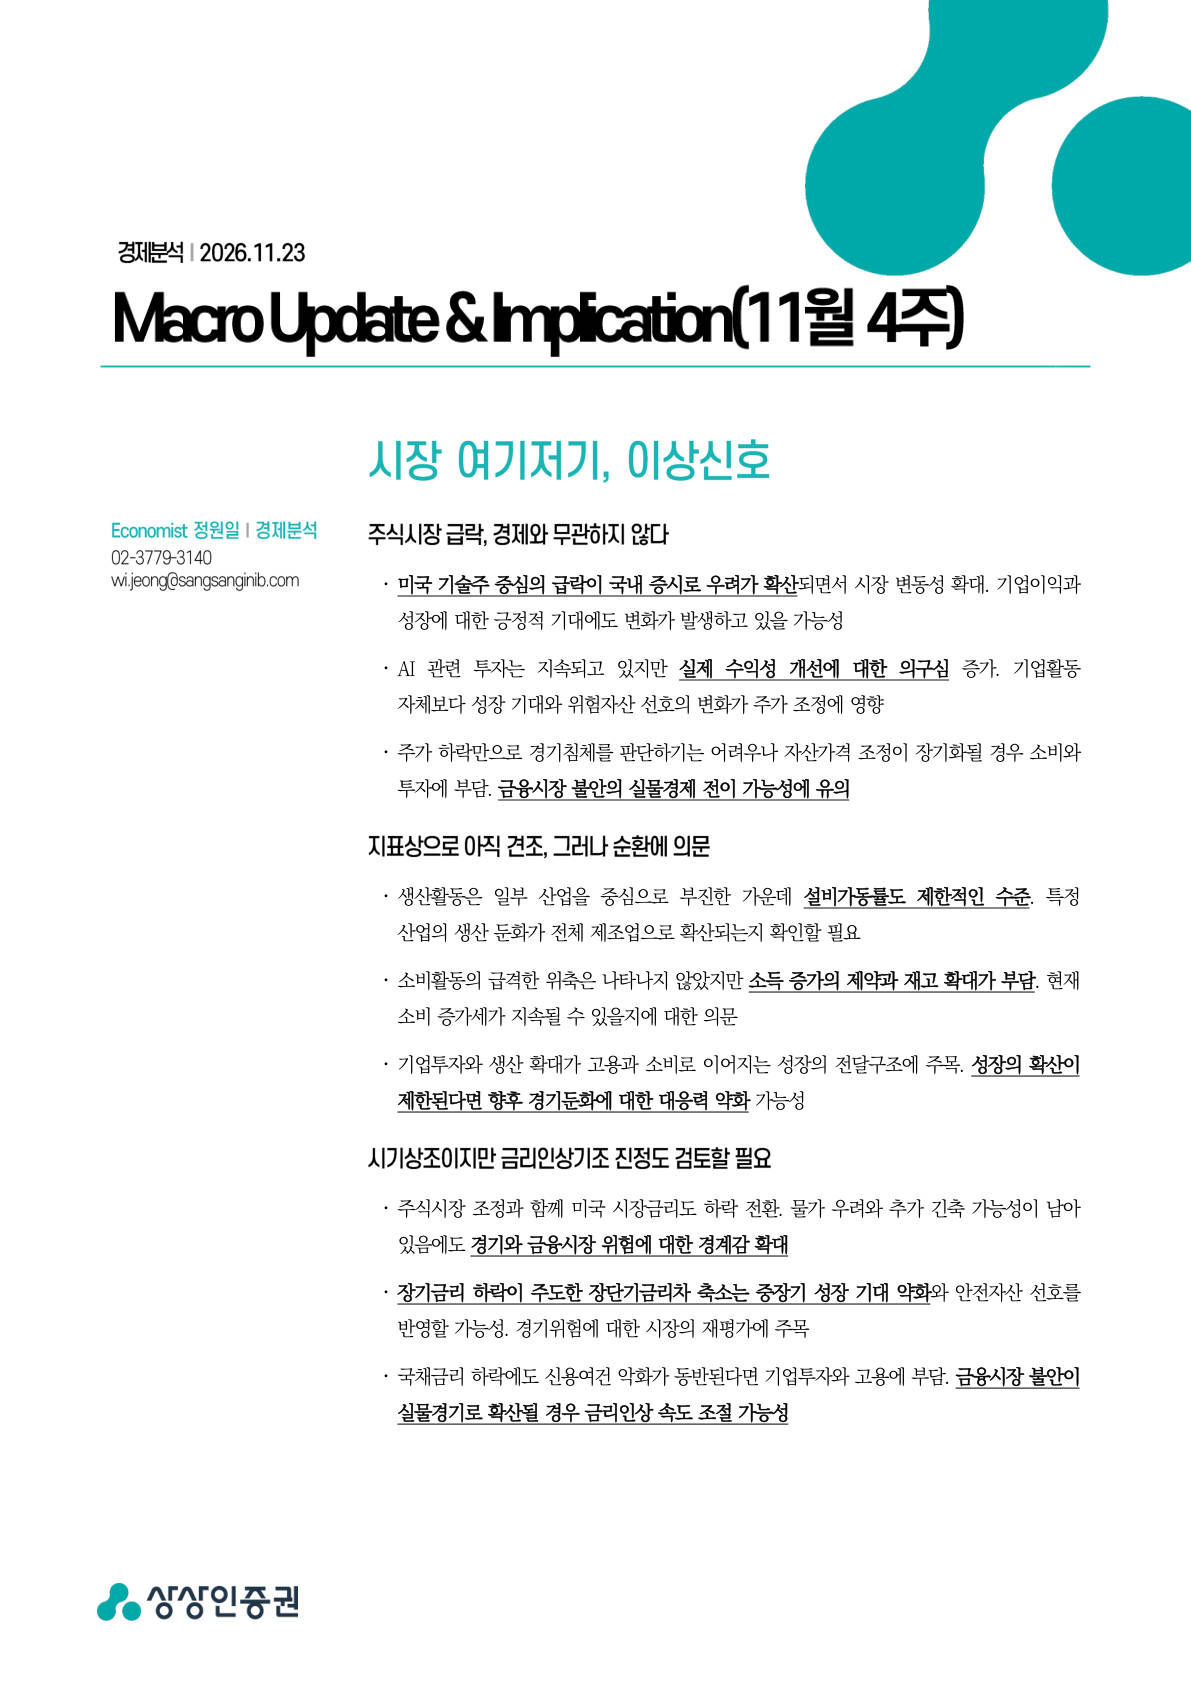 경제분석 | 2026.11.23
Macro Update & Implication(11월 4주)
시장 여기저기, 이상신호
Economist 정원일 | 경제분석
02-3779-3140
wi.jeong@sangsanginib.com
주식시장 급락, 경제와 무관하지 않다
· 미국 기술주 중심의 급락이 국내 증시로 우려가 확산되면서 시장 변동성 확대. 기업이익과
성장에 대한 긍정적 기대에도 변화가 발생하고 있을 가능성
· AI 관련 투자는 지속되고 있지만 실제 수익성 개선에 대한 의구심 증가. 기업활동
자체보다 성장 기대와 위험자산 선호의 변화가 주가 조정에 영향
· 주가 하락만으로 경기침체를 판단하기는 어려우나 자산가격 조정이 장기화될 경우 소비와
투자에 부담. 금융시장 불안의 실물경제 전이 가능성에 유의
지표상으로 아직 견조, 그러나 순환에 의문
· 생산활동은 일부 산업을 중심으로 부진한 가운데 설비가동률도 제한적인 수준. 특정
산업의 생산 둔화가 전체 제조업으로 확산되는지 확인할 필요
· 소비활동의 급격한 위축은 나타나지 않았지만 소득 증가의 제약과 재고 확대가 부담. 현재
소비 증가세가 지속될 수 있을지에 대한 의문
· 기업투자와 생산 확대가 고용과 소비로 이어지는 성장의 전달구조에 주목. 성장의 확산이
제한된다면 향후 경기둔화에 대한 대응력 약화 가능성
시기상조이지만 금리인상기조 진정도 검토할 필요
· 주식시장 조정과 함께 미국 시장금리도 하락 전환. 물가 우려와 추가 긴축 가능성이 남아
있음에도 경기와 금융시장 위험에 대한 경계감 확대
· 장기금리 하락이 주도한 장단기금리차 축소는 중장기 성장 기대 약화와 안전자산 선호를
반영할 가능성. 경기위험에 대한 시장의 재평가에 주목
· 국채금리 하락에도 신용여건 악화가 동반된다면 기업투자와 고용에 부담. 금융시장 불안이
실물경기로 확산될 경우 금리인상 속도 조절 가능성
상상인증권